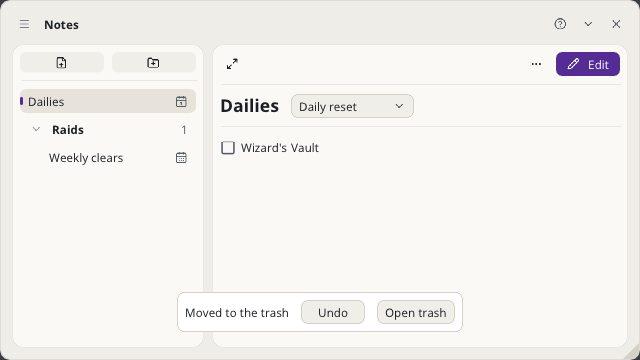 Notes
Edit
Dailies
Raids
1
Weekly clears
Dailies
Daily reset
Wizard's Vault
Moved to the trash
Undo
Open trash